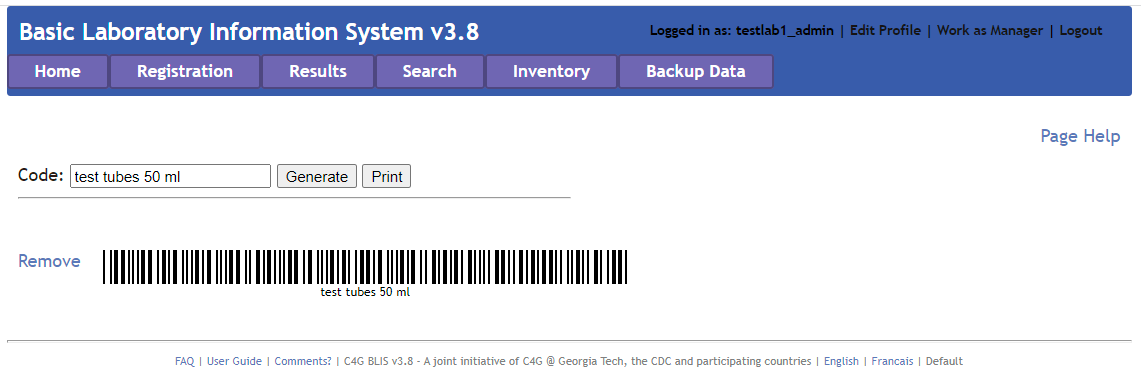 Basic Laboratory Information System v3.8
Logged in as: testlab1_admin | Edit Profile | Work as Manager | Logout
Home Registration Results Search Inventory Backup Data
Page Help
Code: test tubes 50 ml Generate Print
Remove
test tubes 50 ml
FAQ | User Guide | Comments? | C4G BLIS v3.8 - A joint initiative of C4G @ Georgia Tech, the CDC and participating countries | English | Francais | Default